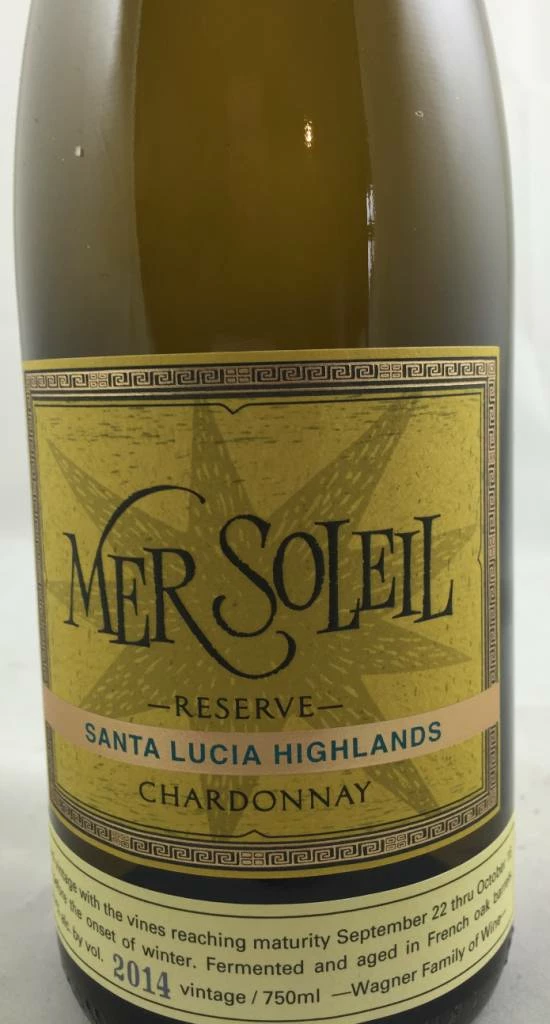 MER SOLEIL
—RESERVE—
SANTA LUCIA HIGHLANDS
CHARDONNAY
with the vines reaching maturity September 22 thru October
the onset of winter. Fermented and aged in French oak
alc. by vol. 2014 vintage / 750ml —Wagner Family of Wine